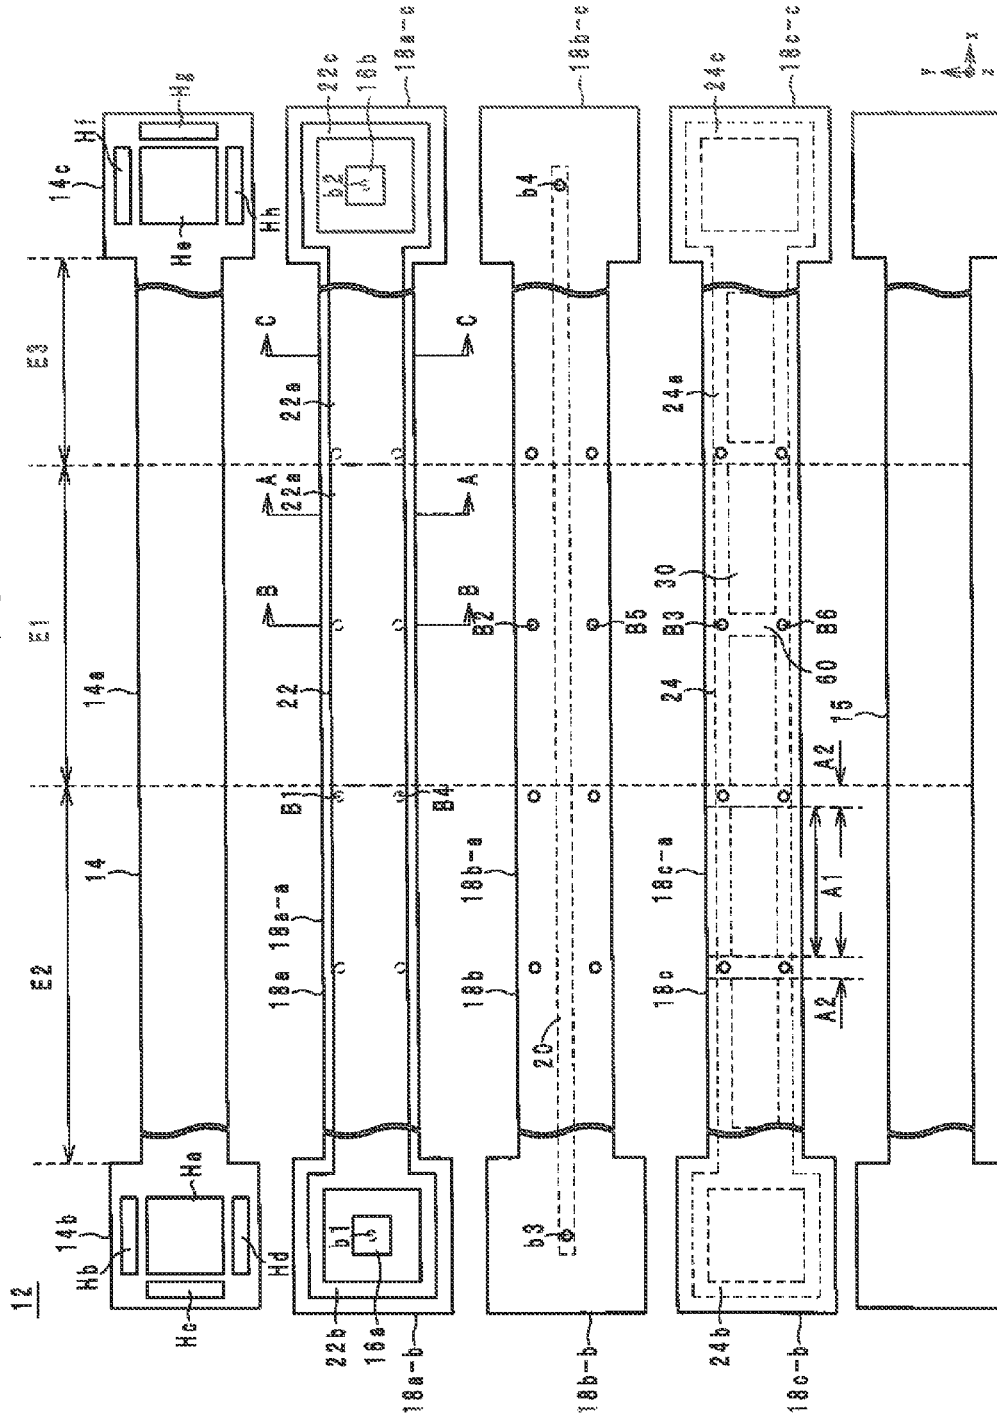 12
E2
E1
E3
Hb
14b
Ha
14
14a
14c
Hf
Hg
Hc
Hd
He
Hh
B
A
C
18a
18a-a
22
22a
22a
22c
16b
18a-c
b1
B1
b2
B4
22b
16a
18a-b
B
A
C
18b
18b-a
B2
b3
b4
20
B5
18b-b
18b-c
18c
18c-a
24
B3
30
24a
24c
24b
60
B6
18c-b
18c-c
A2
A1
A2
15
y
x
z